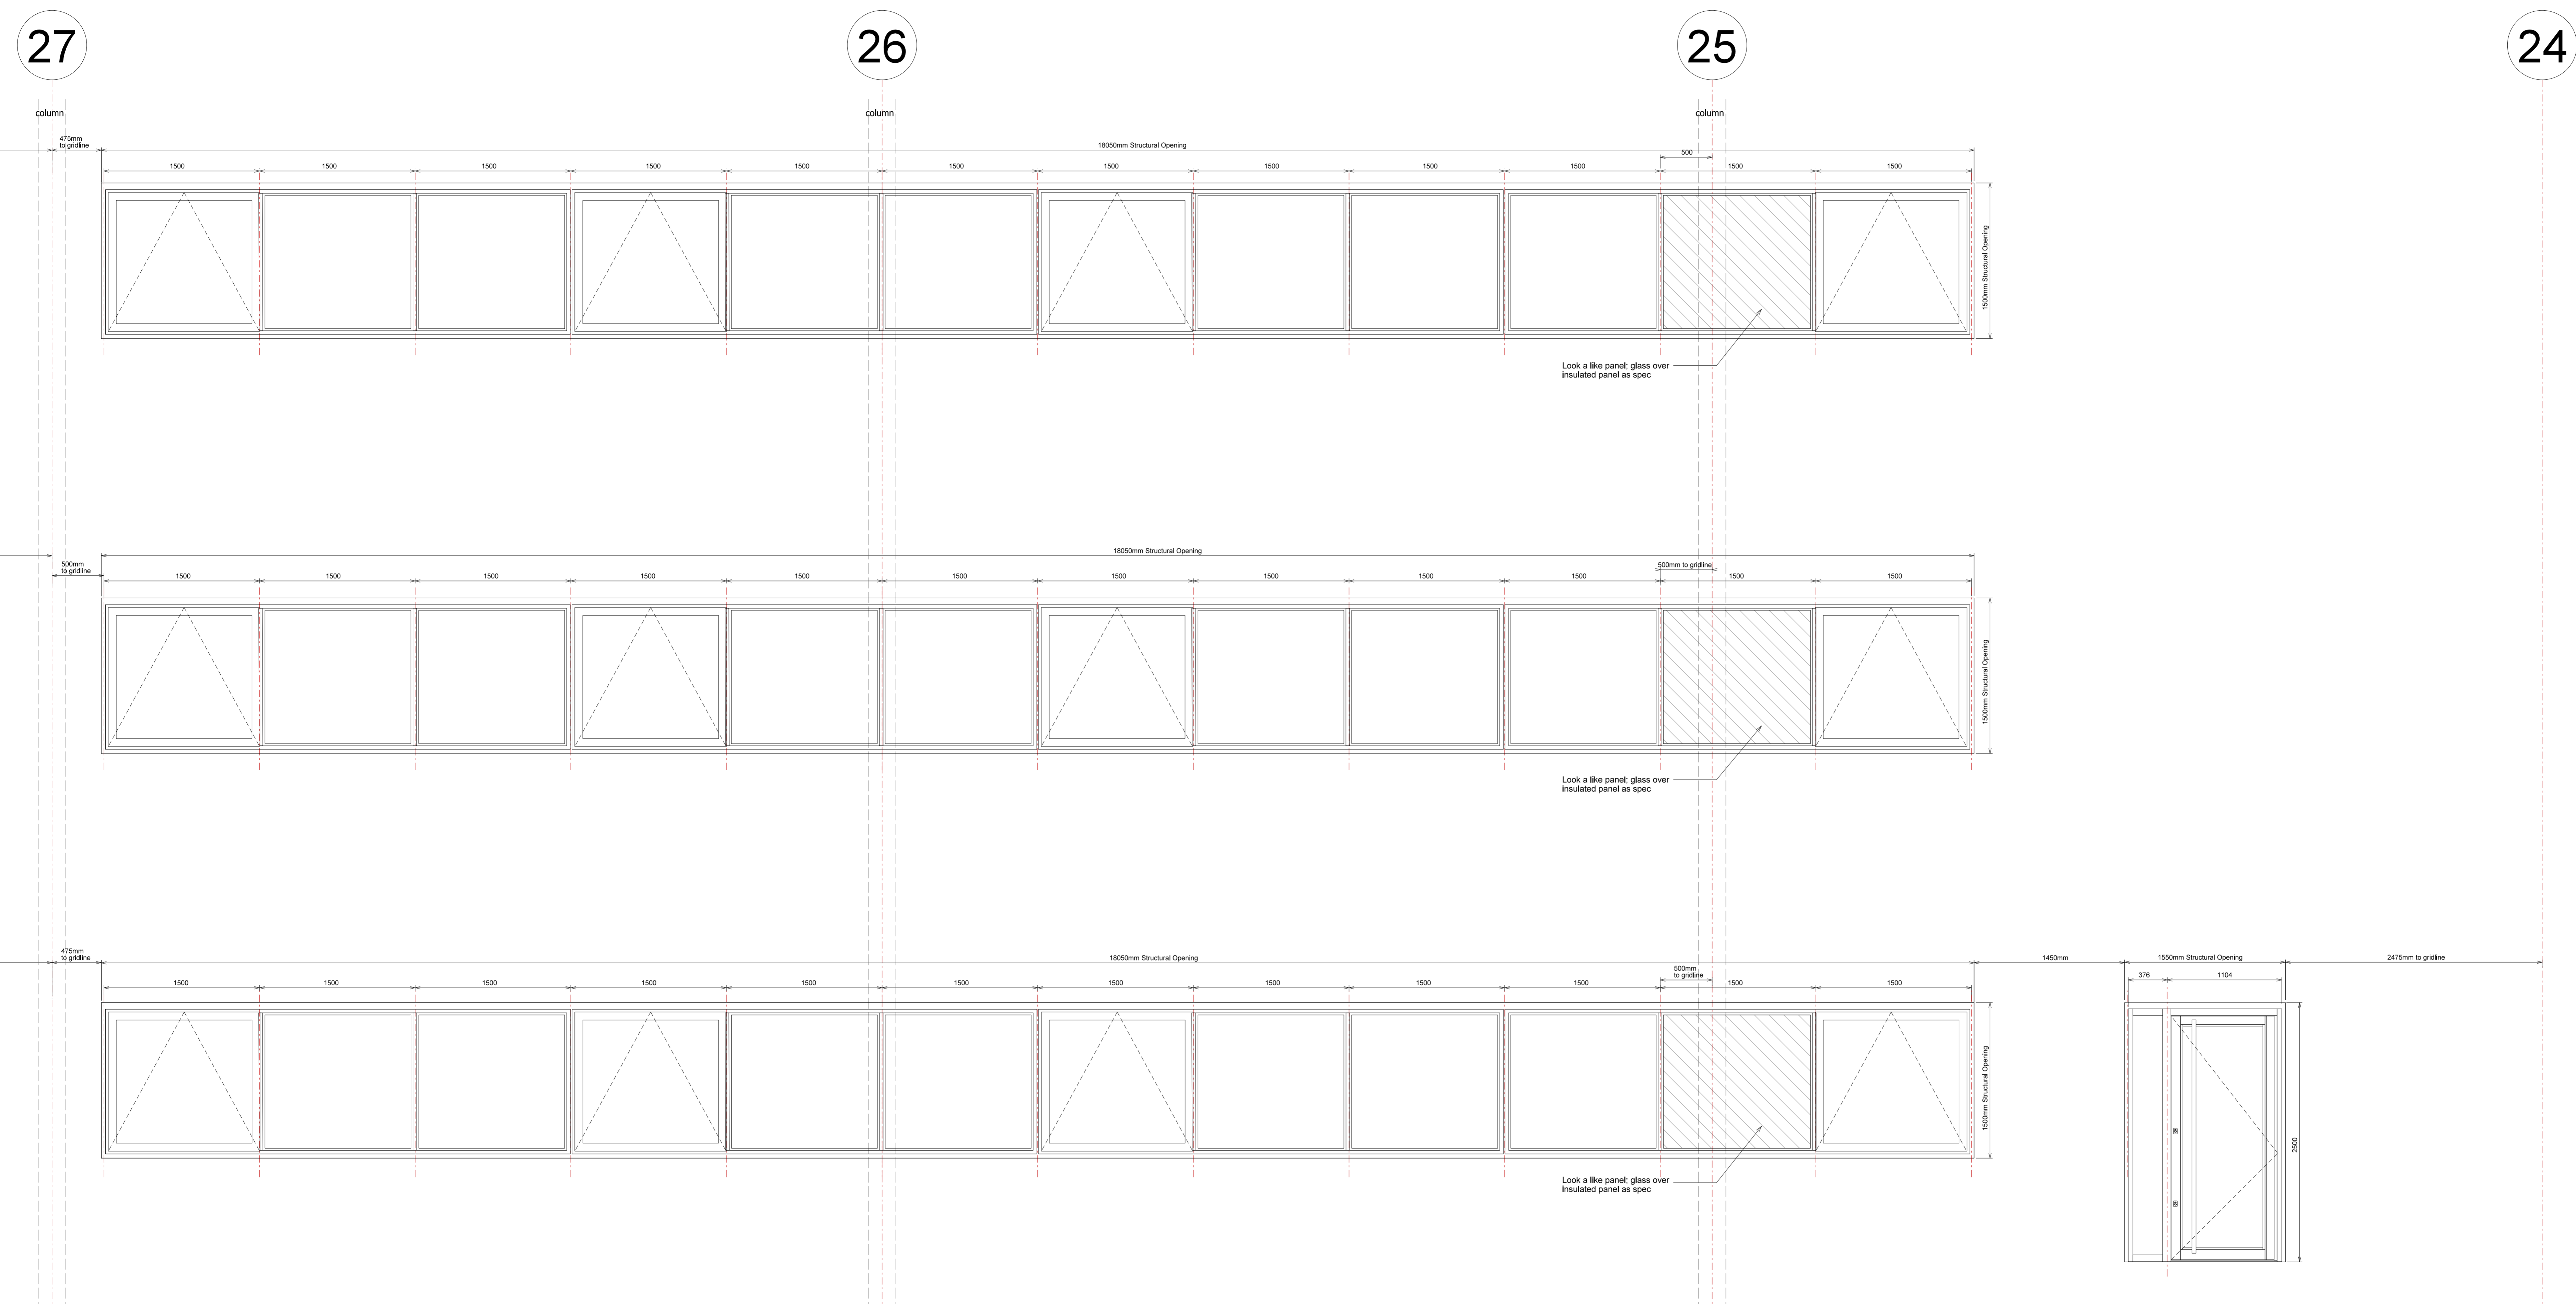 27
26
25
24
column
column
column
475mm
to gridline
18050mm Structural Opening
500
1500
1500
1500
1500
1500
1500
1500
1500
1500
1500
1500
1500
1500mm Structural Opening
Look a like panel; glass over
insulated panel as spec
18050mm Structural Opening
500mm
to gridline
500mm to gridline
1500
1500
1500
1500
1500
1500
1500
1500
1500
1500
1500
1500
1500mm Structural Opening
Look a like panel; glass over
insulated panel as spec
475mm
to gridline
18050mm Structural Opening
1450mm
1550mm Structural Opening
2475mm to gridline
500mm
to gridline
376
1104
1500
1500
1500
1500
1500
1500
1500
1500
1500
1500
1500
1500
1500mm Structural Opening
2500
Look a like panel; glass over
insulated panel as spec